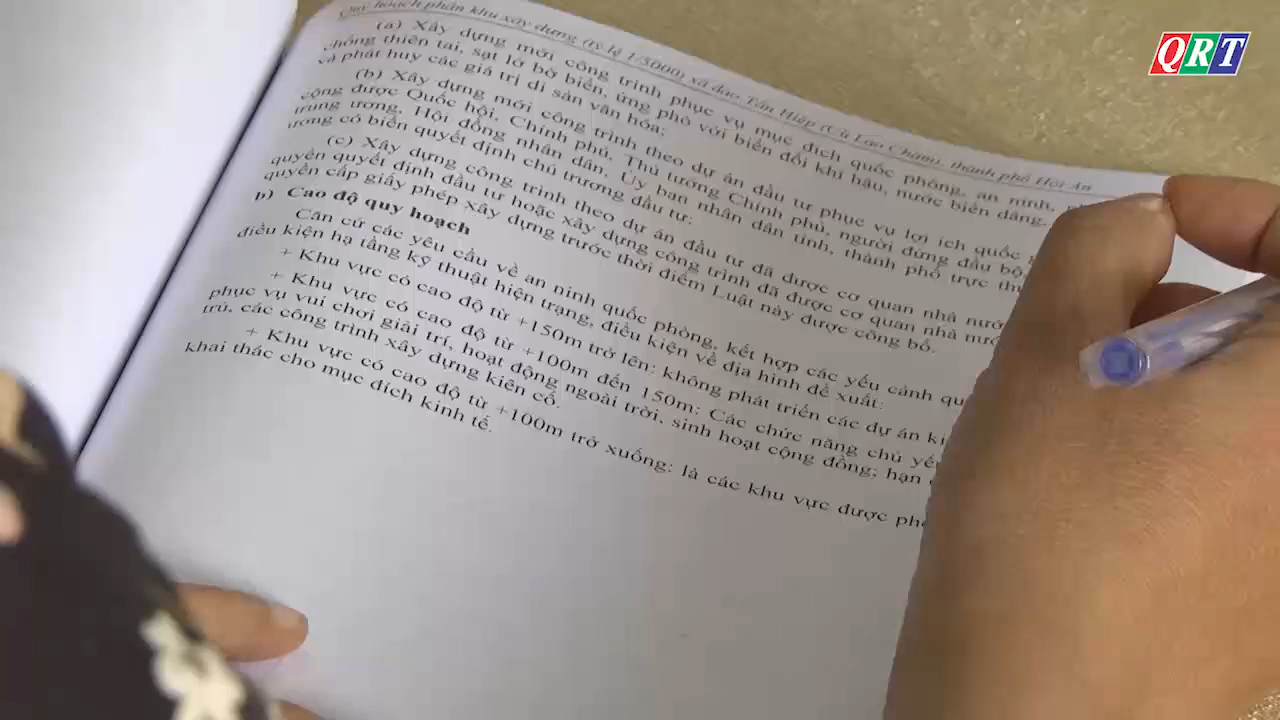 QRT
Quy hoạch phân khu xây dựng (tỷ lệ 1/5000) xã đảo Tân Hiệp (Cù Lao Chàm), thành phố Hội An
(a) Xây dựng mới công trình phục vụ mục đích quốc phòng, an ninh,
chống thiên tai, sạt lở bờ biển, ứng phó với biến đổi khí hậu, nước biển dâng,
và phát huy các giá trị di sản văn hóa;
(b) Xây dựng mới công trình theo dự án đầu tư phục vụ lợi ích quốc
cộng được Quốc hội, Chính phủ, Thủ tướng Chính phủ, người đứng đầu bộ,
trung ương, Hội đồng nhân dân, Ủy ban nhân dân tỉnh, thành phố trực
ương có biển quyết định chủ trương đầu tư;
(c) Xây dựng công trình theo dự án đầu tư đã được cơ quan nhà
quyền quyết định đầu tư hoặc xây dựng công trình đã được cơ quan nhà
quyền cấp giấy phép xây dựng trước thời điểm Luật này được công bố.
b) Cao độ quy hoạch
Căn cứ các yêu cầu về an ninh quốc phòng, kết hợp các yếu cảnh
điều kiện hạ tầng kỹ thuật hiện trạng, điều kiện về địa hình đề xuất:
+ Khu vực có cao độ từ +150m trở lên: không phát triển các dự án
+ Khu vực có cao độ từ +100m đến 150m: Các chức năng chủ
phục vụ vui chơi giải trí, hoạt động ngoài trời, sinh hoạt cộng đồng; hạn
trú, các công trình xây dựng kiên cố.
+ Khu vực có cao độ từ +100m trở xuống: là các khu vực được
khai thác cho mục đích kinh tế.